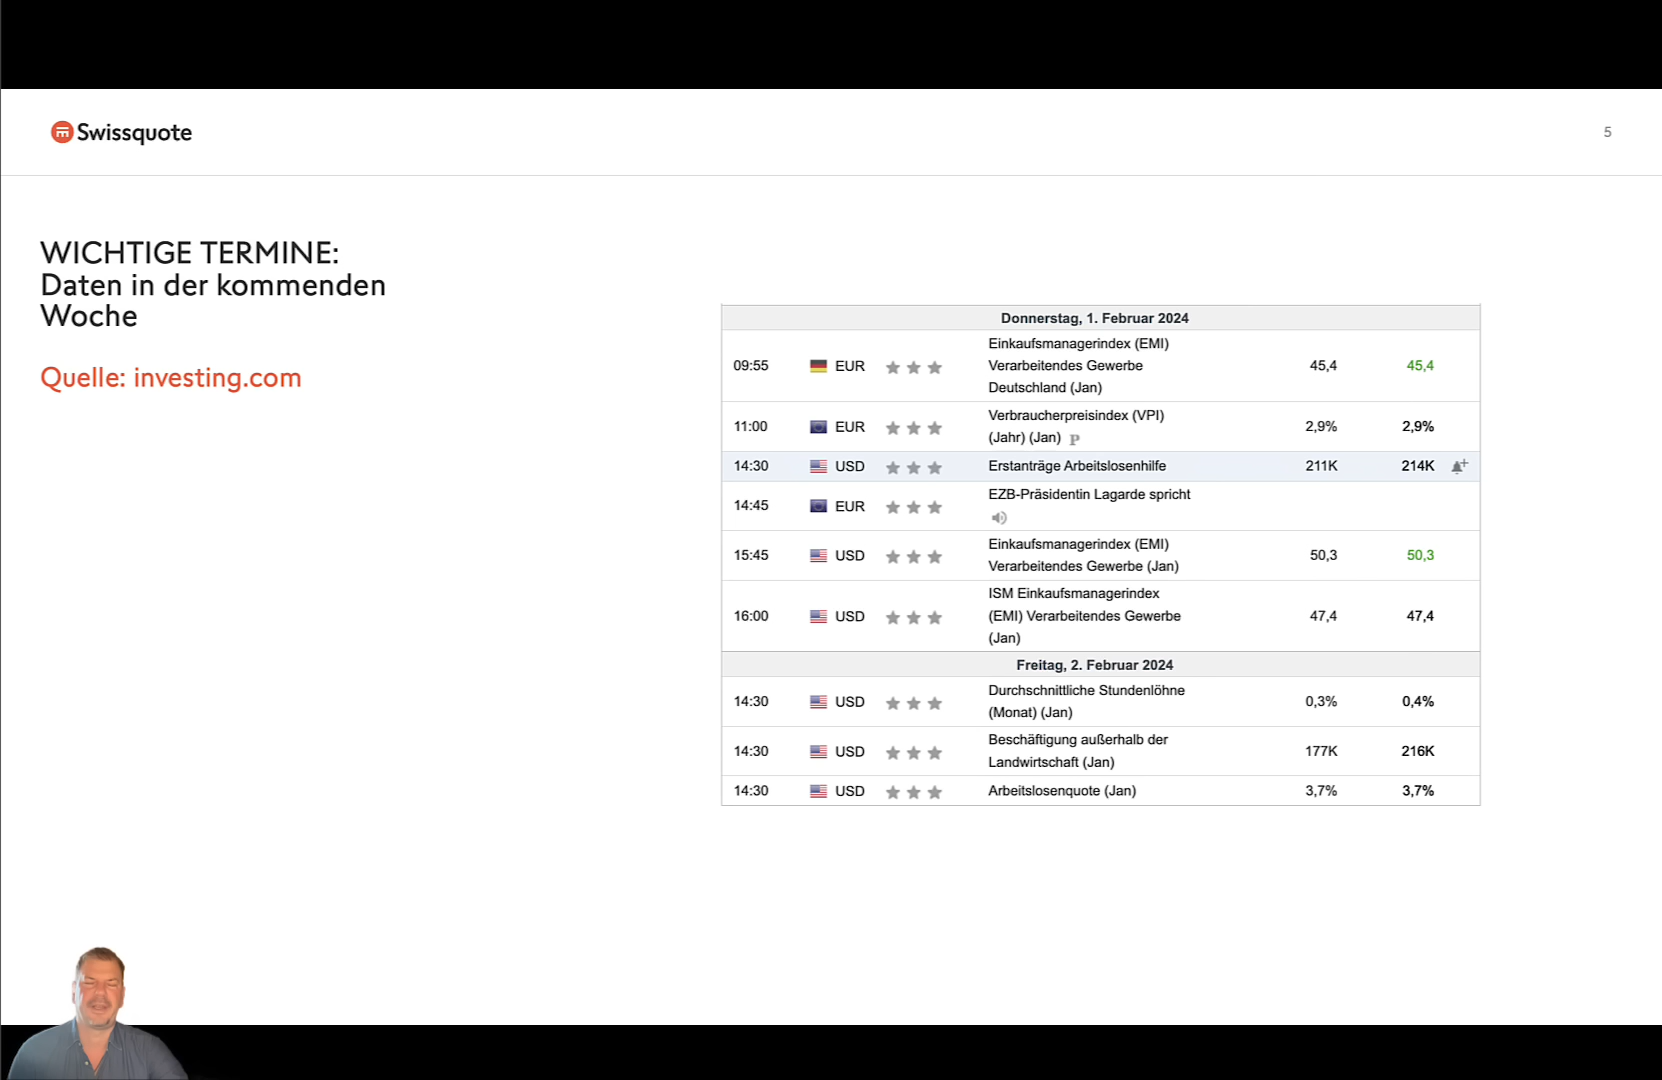 Swissquote
5
WICHTIGE TERMINE:
Daten in der kommenden
Woche
Quelle: investing.com
Donnerstag, 1. Februar 2024
09:55 EUR Einkaufsmanagerindex (EMI)
Verarbeitendes Gewerbe
Deutschland (Jan) 45,4 45,4
11:00 EUR Verbraucherpreisindex (VPI)
(Jahr) (Jan) P 2,9% 2,9%
14:30 USD Erstanträge Arbeitslosenhilfe 211K 214K
14:45 EUR EZB-Präsidentin Lagarde spricht
15:45 USD Einkaufsmanagerindex (EMI)
Verarbeitendes Gewerbe (Jan) 50,3 50,3
16:00 USD ISM Einkaufsmanagerindex
(EMI) Verarbeitendes Gewerbe
(Jan) 47,4 47,4
Freitag, 2. Februar 2024
14:30 USD Durchschnittliche Stundenlöhne
(Monat) (Jan) 0,3% 0,4%
14:30 USD Beschäftigung außerhalb der
Landwirtschaft (Jan) 177K 216K
14:30 USD Arbeitslosenquote (Jan) 3,7% 3,7%